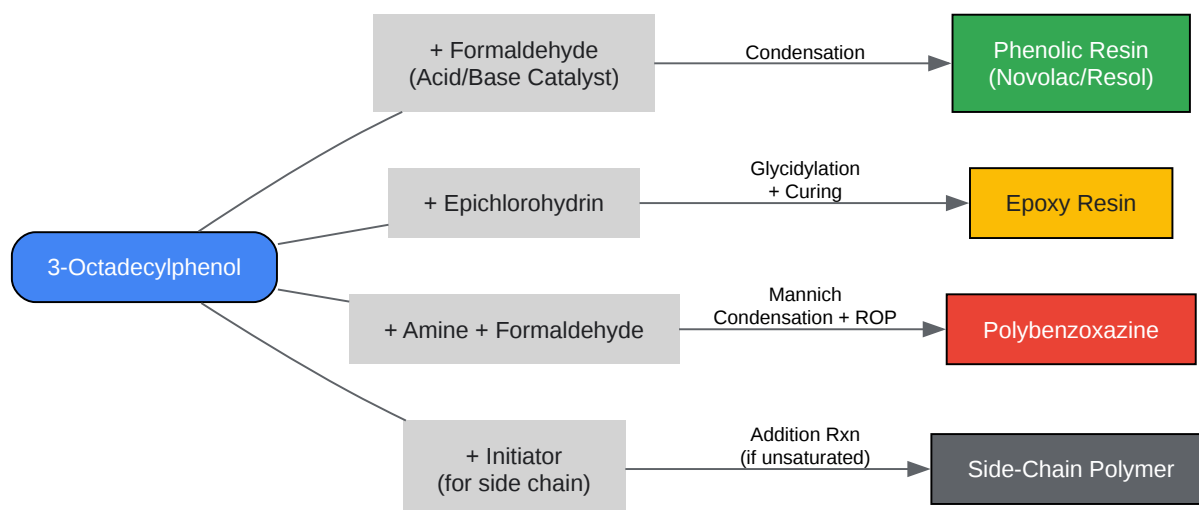 + Formaldehyde
(Acid/Base Catalyst)
Condensation
Phenolic Resin
(Novolac/Resol)
+ Epichlorohydrin
Glycidylation
+ Curing
Epoxy Resin
3-Octadecylphenol
+ Amine + Formaldehyde
Mannich
Condensation + ROP
Polybenzoxazine
+ Initiator
(for side chain)
Addition Rxn
(if unsaturated)
Side-Chain Polymer